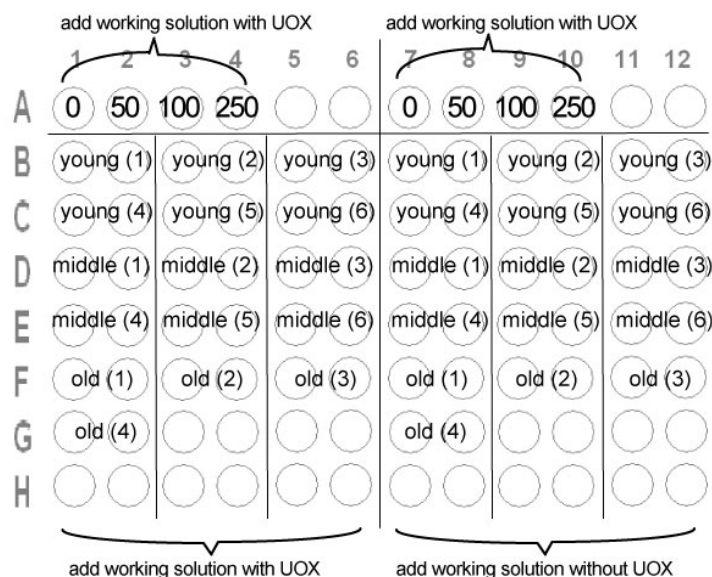 add working solution with UOX add working solution with UOX
1 2 3 4 5 6 7 8 9 10 11 12
A 0 50 100 250 0 50 100 250
B young (1) young (2) young (3) young (1) young (2) young (3)
C young (4) young (5) young (6) young (4) young (5) young (6)
D middle (1) middle (2) middle (3) middle (1) middle (2) middle (3)
E middle (4) middle (5) middle (6) middle (4) middle (5) middle (6)
F old (1) old (2) old (3) old (1) old (2) old (3)
G old (4) old (4)
H
add working solution with UOX add working solution without UOX